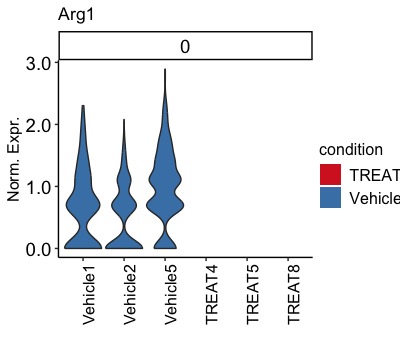 Arg1
0
3.0
2.0
1.0
0.0
Norm. Expr.
Vehicle1
Vehicle2
Vehicle5
TREAT4
TREAT5
TREAT8
condition
TREAT
Vehicle